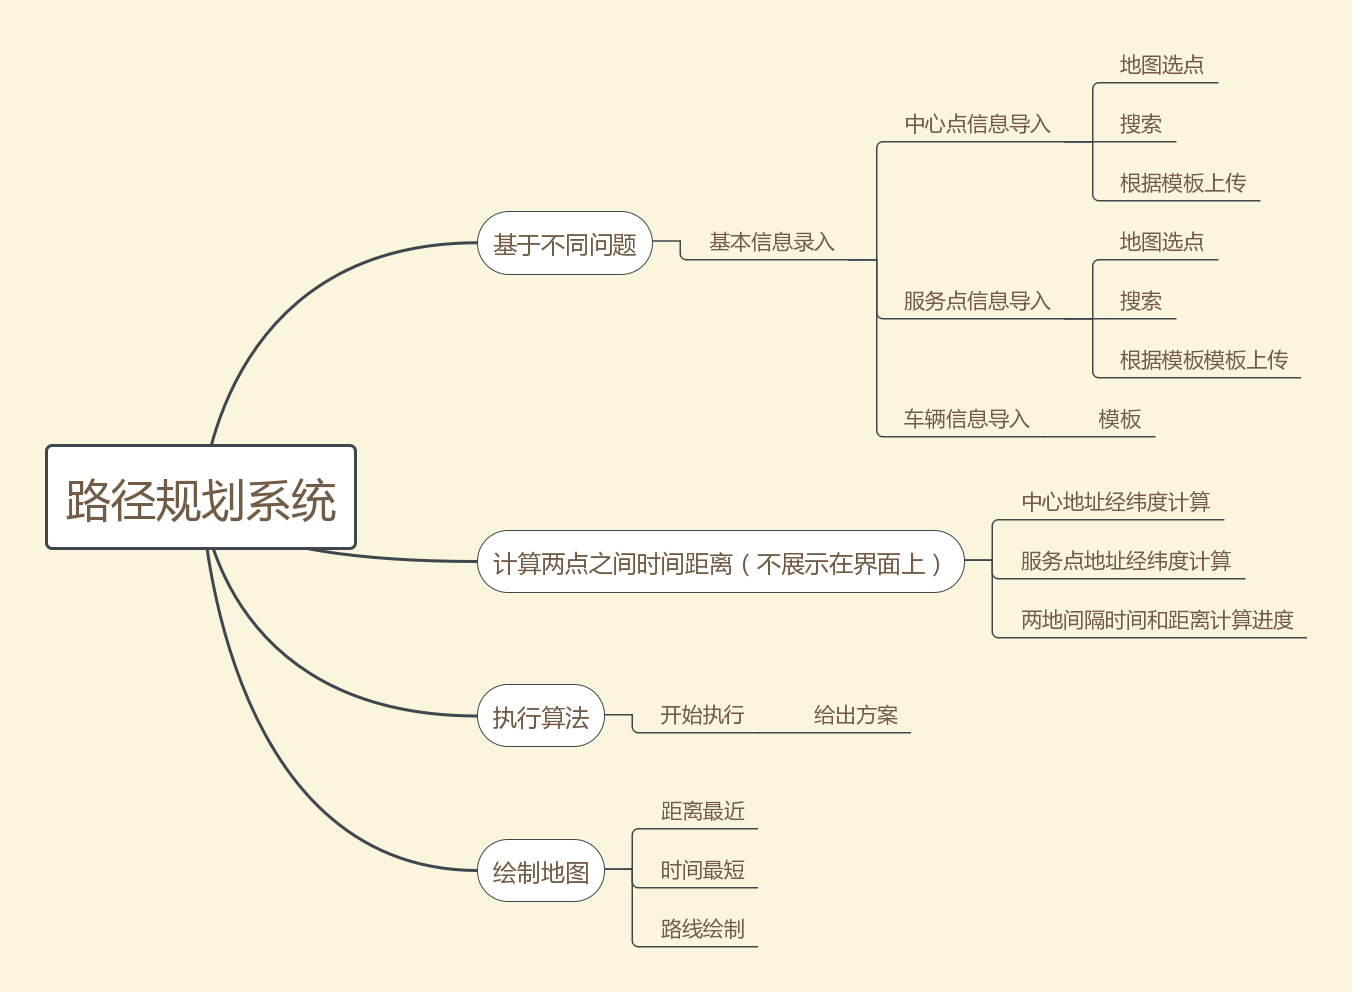 路径规划系统
基于不同问题
基本信息录入
中心点信息导入
地图选点
搜索
根据模板上传
服务点信息导入
地图选点
搜索
根据模板模板上传
车辆信息导入
模板
计算两点之间时间距离（不展示在界面上）
中心地址经纬度计算
服务点地址经纬度计算
两地间隔时间和距离计算进度
执行算法
开始执行
给出方案
绘制地图
距离最近
时间最短
路线绘制